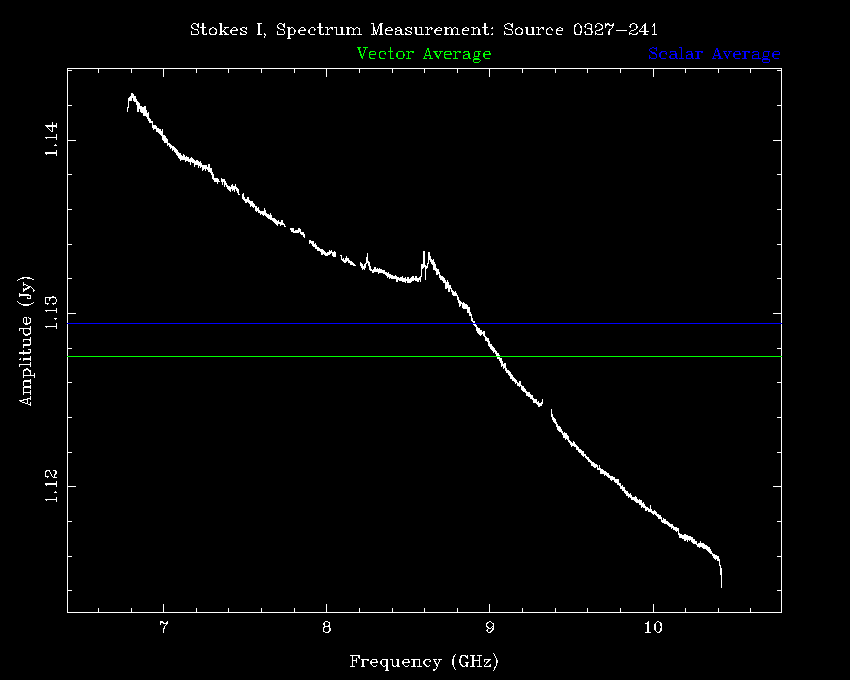 Stokes I, Spectrum Measurement: Source 0327-241
Vector Average
Scalar Average
1.14
1.13
1.12
Amplitude (Jy)
7 8 9 10
Frequency (GHz)